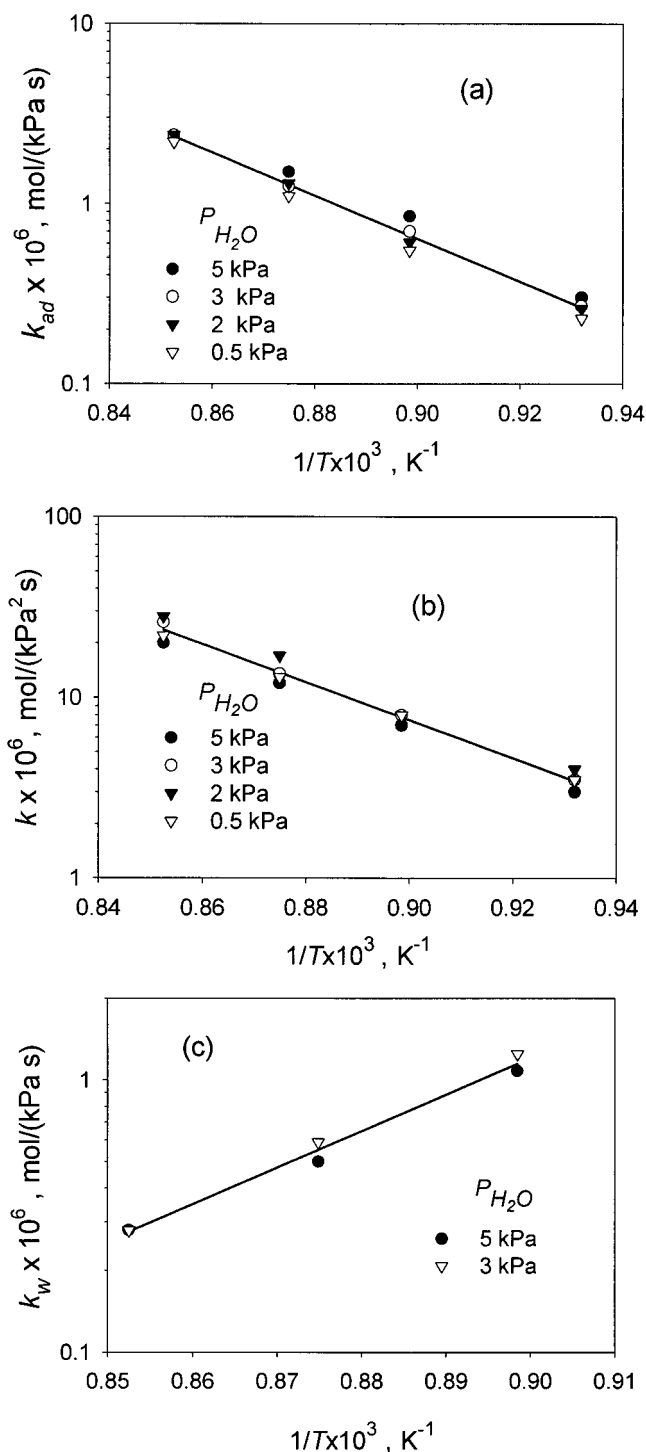 10
(a)
k_ad x 10^6 , mol/(kPa s)
1
P_H2O
5 kPa
3 kPa
2 kPa
0.5 kPa
0.1
0.84 0.86 0.88 0.90 0.92 0.94
1/Tx10^3 , K^-1
100
(b)
k x 10^6, mol/(kPa^2 s)
10
P_H2O
5 kPa
3 kPa
2 kPa
0.5 kPa
1
0.84 0.86 0.88 0.90 0.92 0.94
1/Tx10^3 , K^-1
(c)
k_w x 10^6 , mol/(kPa s)
1
P_H2O
5 kPa
3 kPa
0.1
0.85 0.86 0.87 0.88 0.89 0.90 0.91
1/Tx10^3 , K^-1